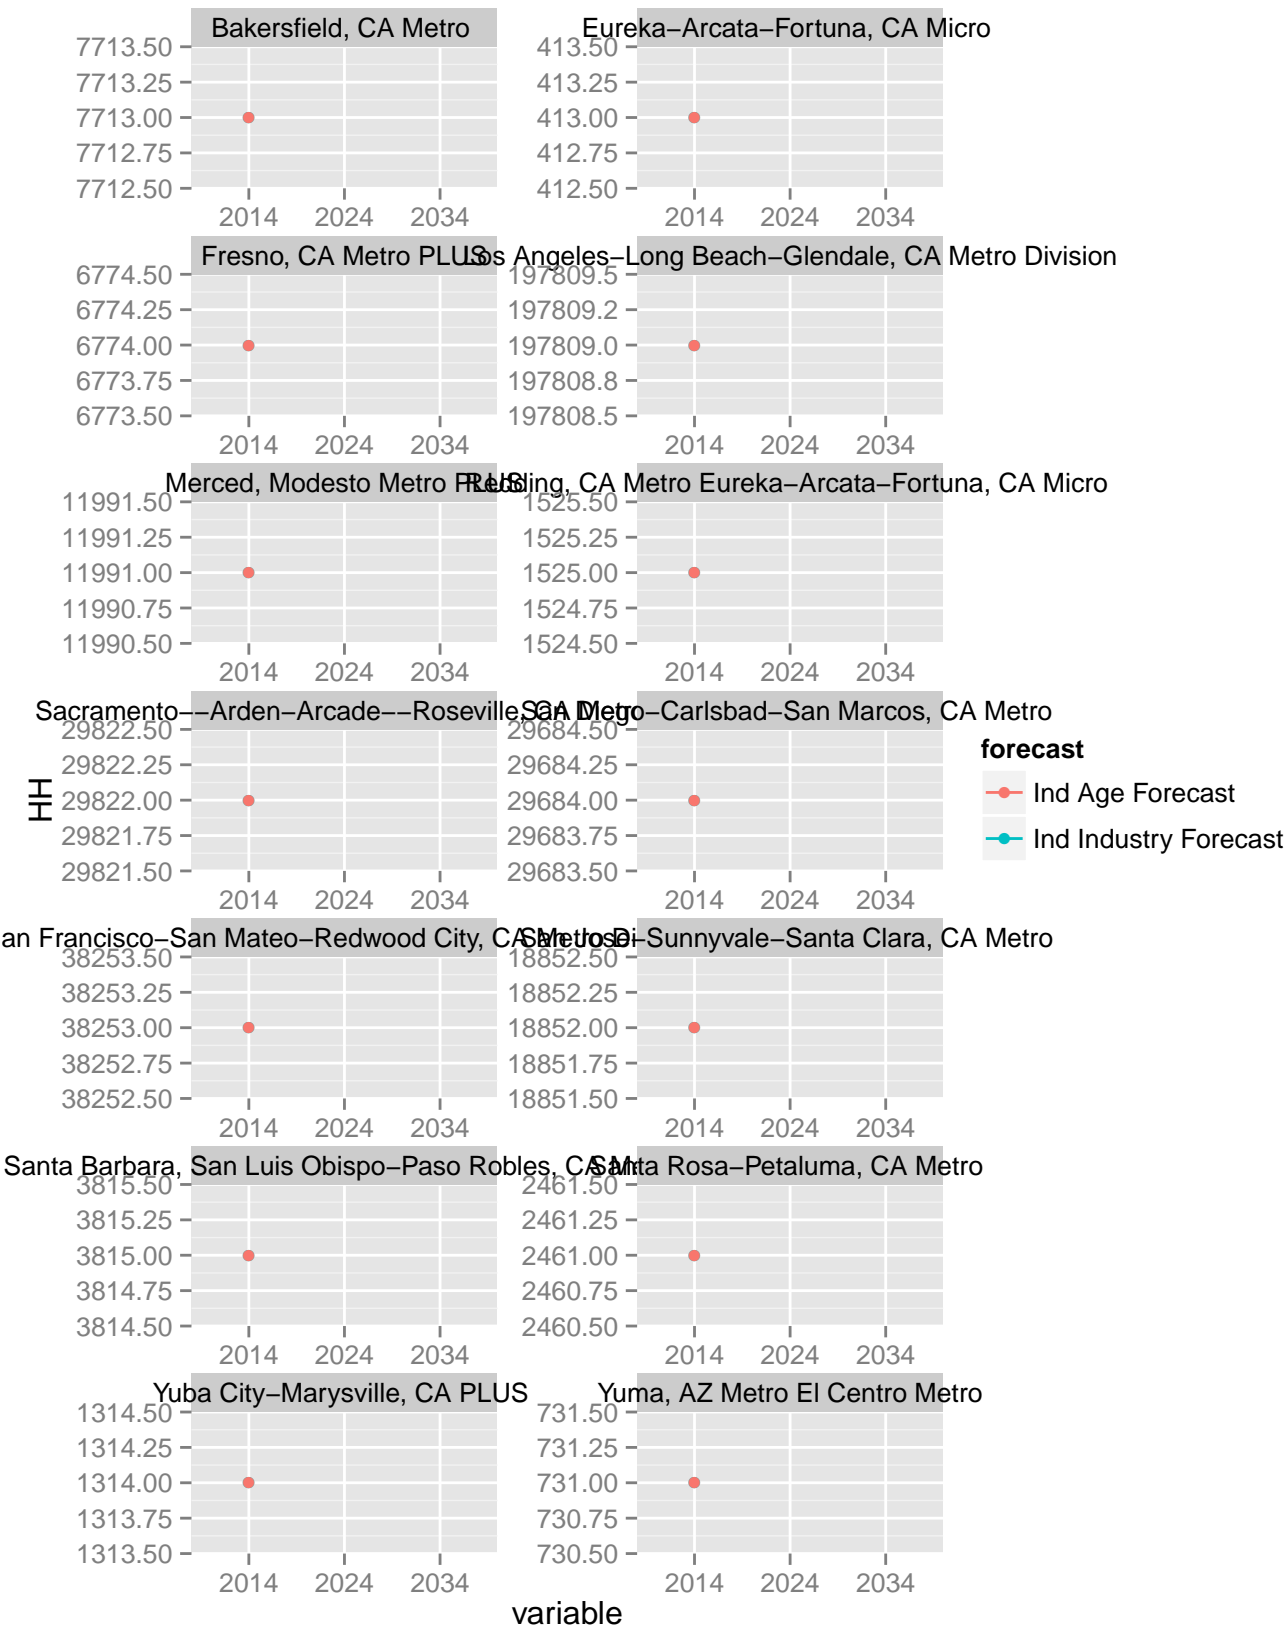 Bakersfield, CA Metro
7713.50
7713.25
7713.00
7712.75
7712.50
2014 2024 2034
Eureka−Arcata−Fortuna, CA Micro
413.50
413.25
413.00
412.75
412.50
2014 2024 2034
Fresno, CA Metro PLUS
6774.50
6774.25
6774.00
6773.75
6773.50
2014 2024 2034
Los Angeles−Long Beach−Glendale, CA Metro Division
197809.5
197809.2
197809.0
197808.8
197808.5
2014 2024 2034
Merced, Modesto Metro PLUS
11991.50
11991.25
11991.00
11990.75
11990.50
2014 2024 2034
Redding, CA Metro Eureka−Arcata−Fortuna, CA Micro
1525.50
1525.25
1525.00
1524.75
1524.50
2014 2024 2034
Sacramento−−Arden−Arcade−−Roseville, CA Metro
29822.50
29822.25
29822.00
29821.75
29821.50
2014 2024 2034
San Diego−Carlsbad−San Marcos, CA Metro
29684.50
29684.25
29684.00
29683.75
29683.50
2014 2024 2034
an Francisco−San Mateo−Redwood City, CA Metro Di
38253.50
38253.25
38253.00
38252.75
38252.50
2014 2024 2034
San Jose−Sunnyvale−Santa Clara, CA Metro
18852.50
18852.25
18852.00
18851.75
18851.50
2014 2024 2034
Santa Barbara, San Luis Obispo−Paso Robles, CA M
3815.50
3815.25
3815.00
3814.75
3814.50
2014 2024 2034
Santa Rosa−Petaluma, CA Metro
2461.50
2461.25
2461.00
2460.75
2460.50
2014 2024 2034
Yuba City−Marysville, CA PLUS
1314.50
1314.25
1314.00
1313.75
1313.50
2014 2024 2034
Yuma, AZ Metro El Centro Metro
731.50
731.25
731.00
730.75
730.50
2014 2024 2034
HH
variable
forecast
Ind Age Forecast
Ind Industry Forecast